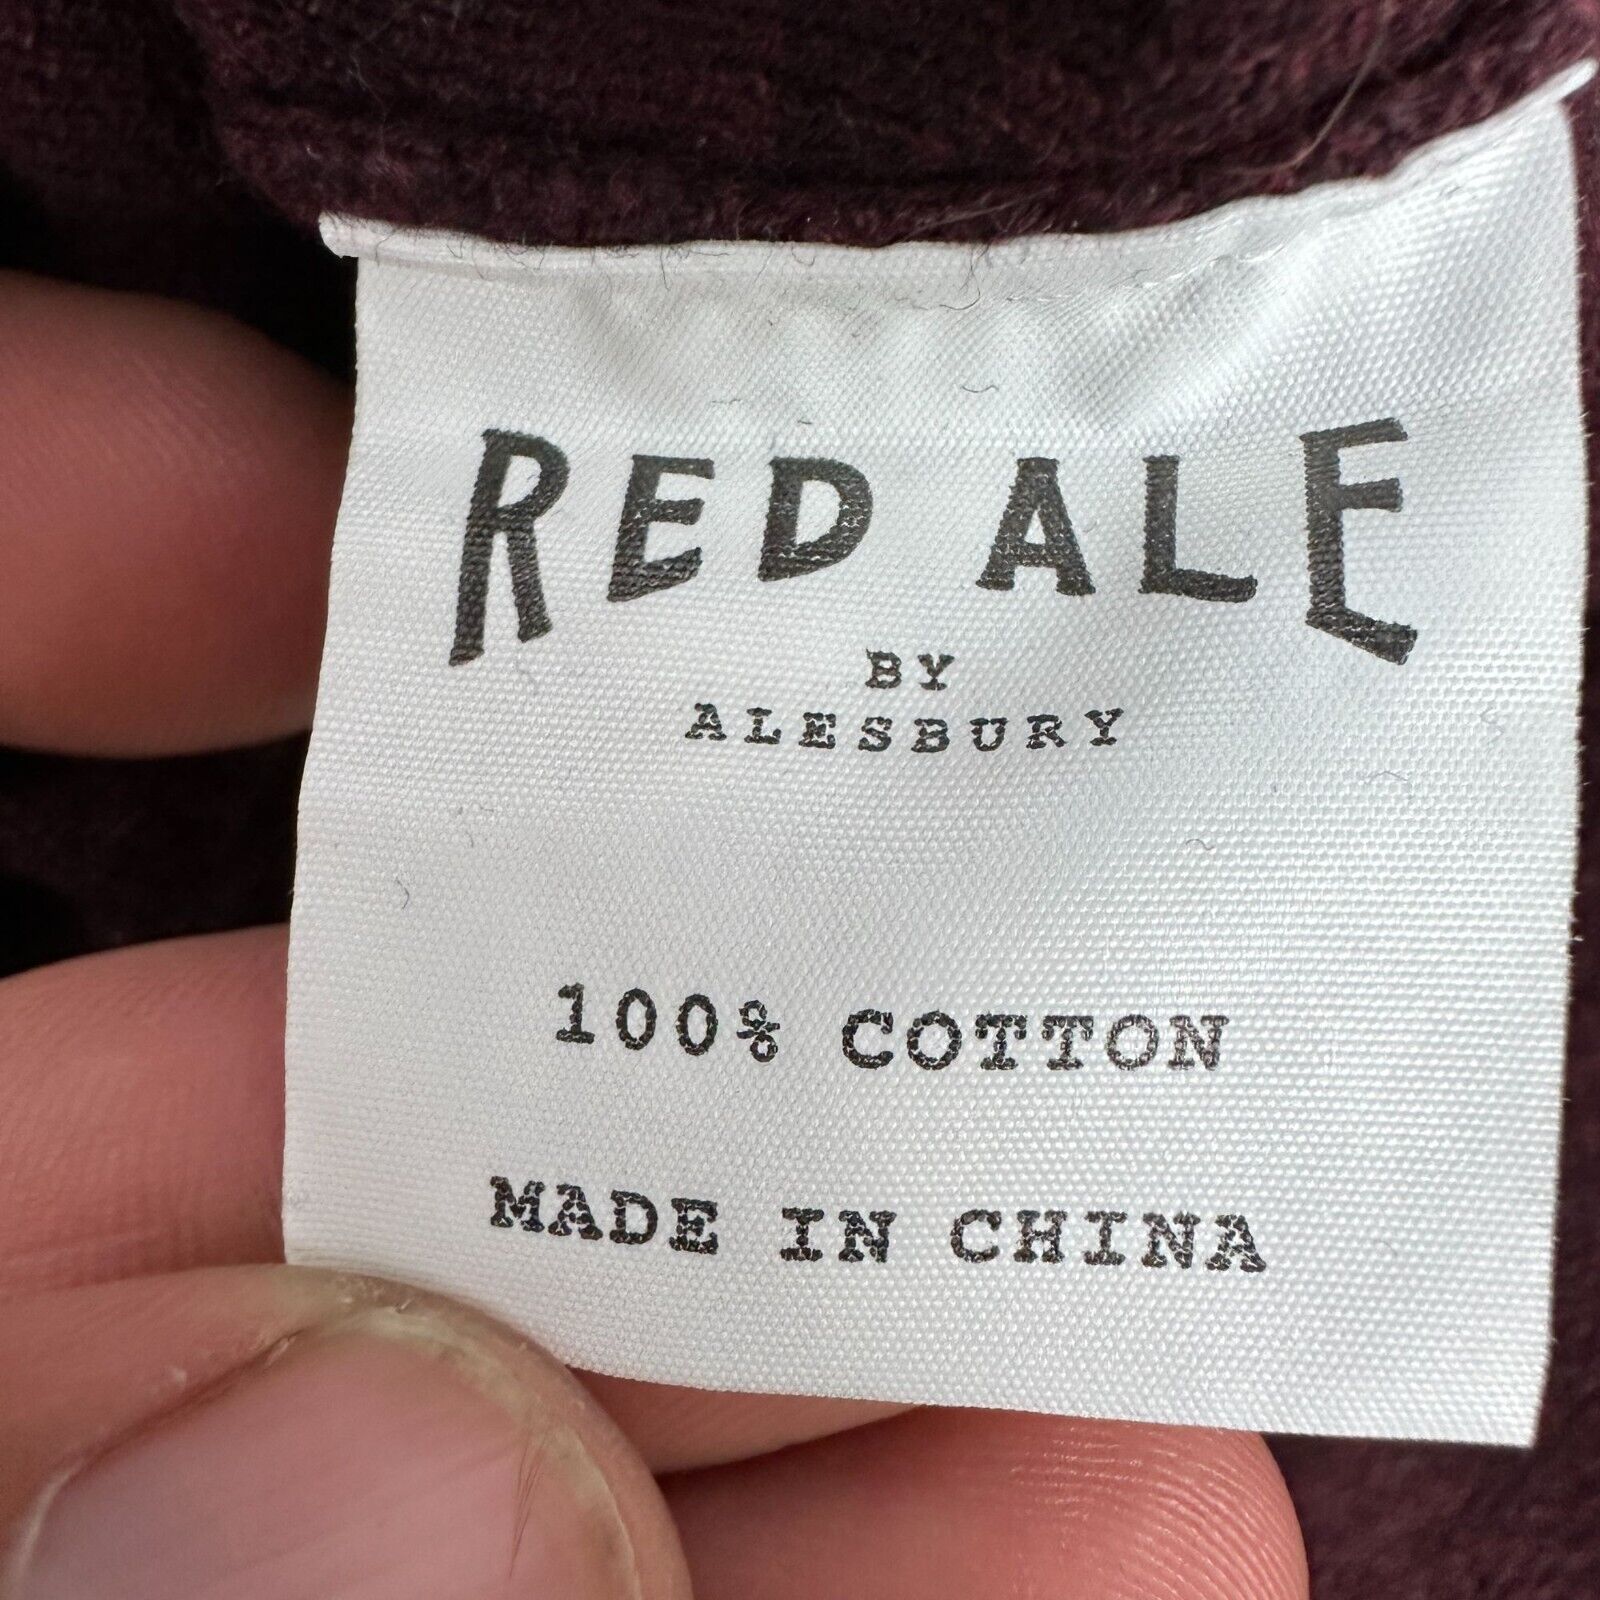 RED ALE
BY
ALESBURY
100% COTTON
MADE IN CHINA